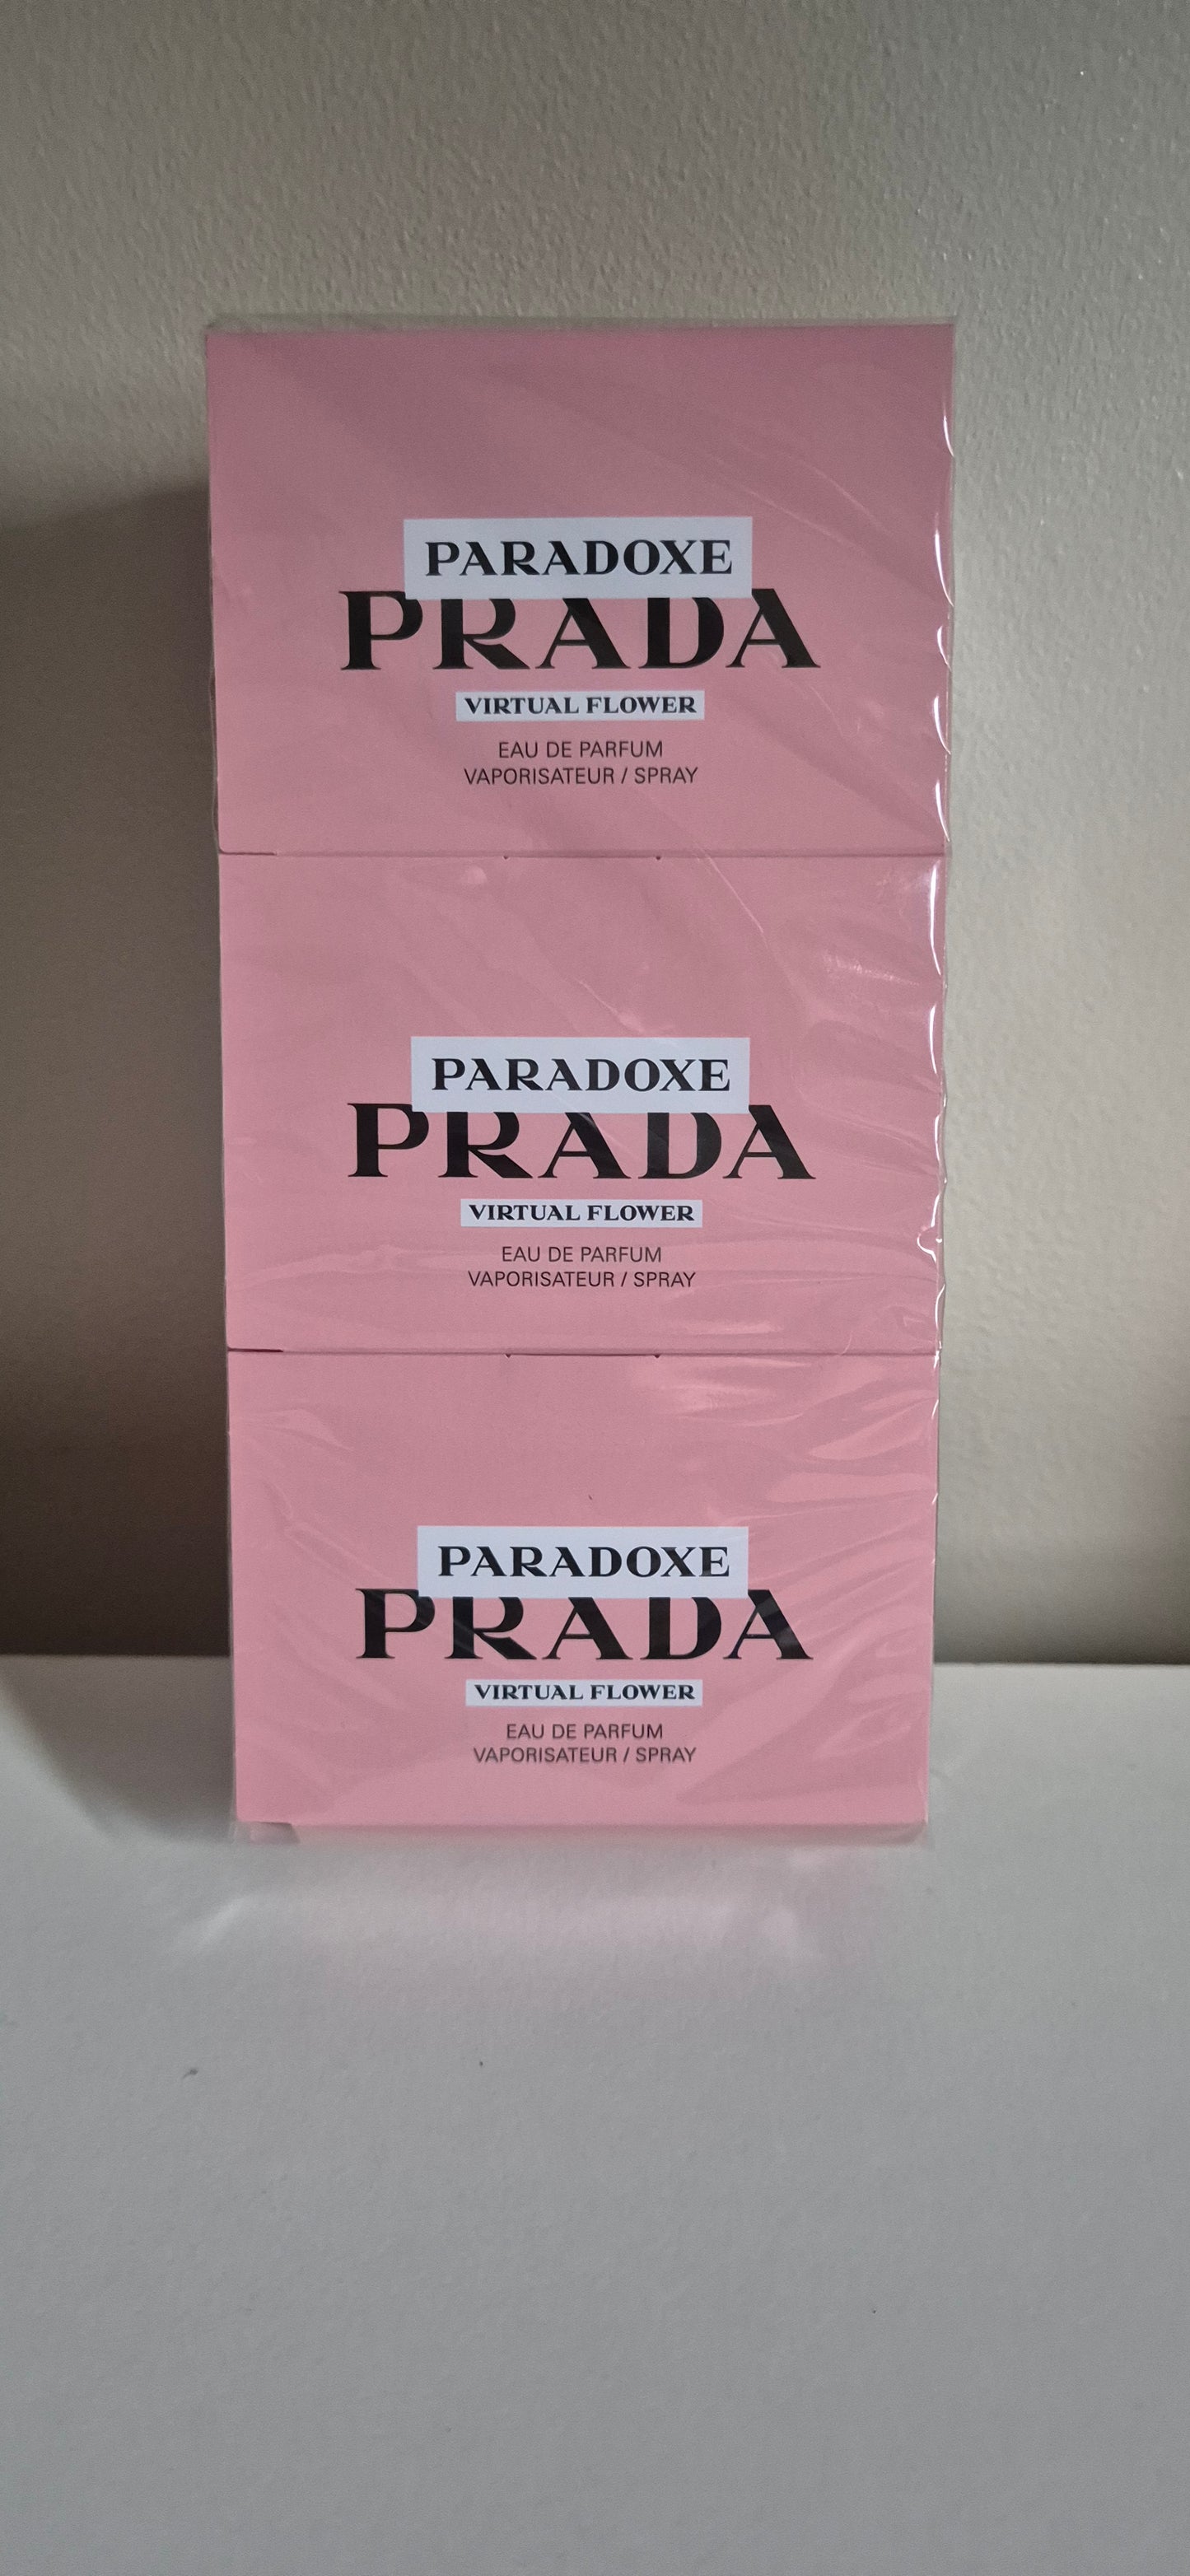 PARADOXE
PRADA
VIRTUAL FLOWER
EAU DE PARFUM
VAPORISATEUR / SPRAY
PARADOXE
PRADA
VIRTUAL FLOWER
EAU DE PARFUM
VAPORISATEUR / SPRAY
PARADOXE
PRADA
VIRTUAL FLOWER
EAU DE PARFUM
VAPORISATEUR / SPRAY